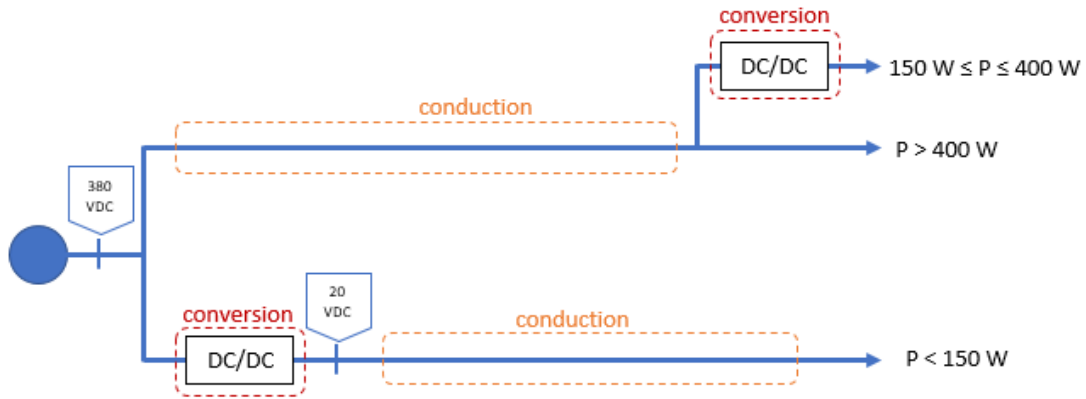 conversion
DC/DC
150 W ≤ P ≤ 400 W
conduction
P > 400 W
380
VDC
20
VDC
conversion
conduction
DC/DC
P < 150 W